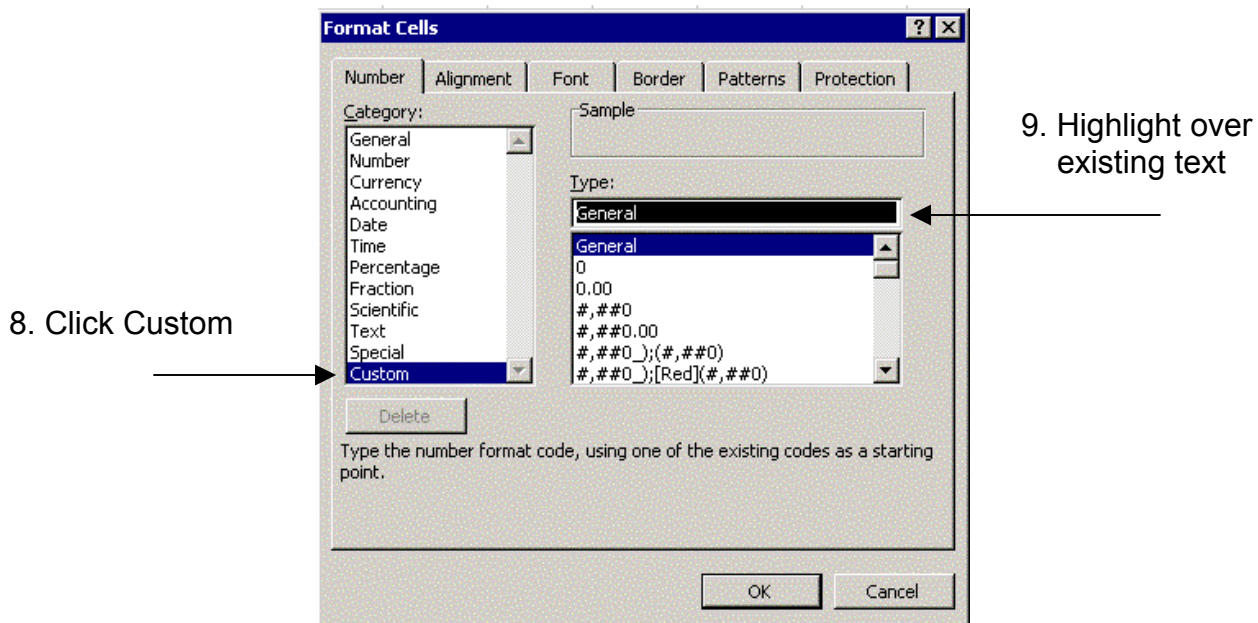 Format Cells
Number Alignment Font Border Patterns Protection
Category:
General
Number
Currency
Accounting
Date
Time
Percentage
Fraction
Scientific
Text
Special
Custom
Sample
Type:
General
General
0
0.00
#,##0
#,##0.00
#,##0_);(#,##0)
#,##0_);[Red](#,##0)
Delete
Type the number format code, using one of the existing codes as a starting
point.
OK Cancel
8. Click Custom
9. Highlight over
existing text